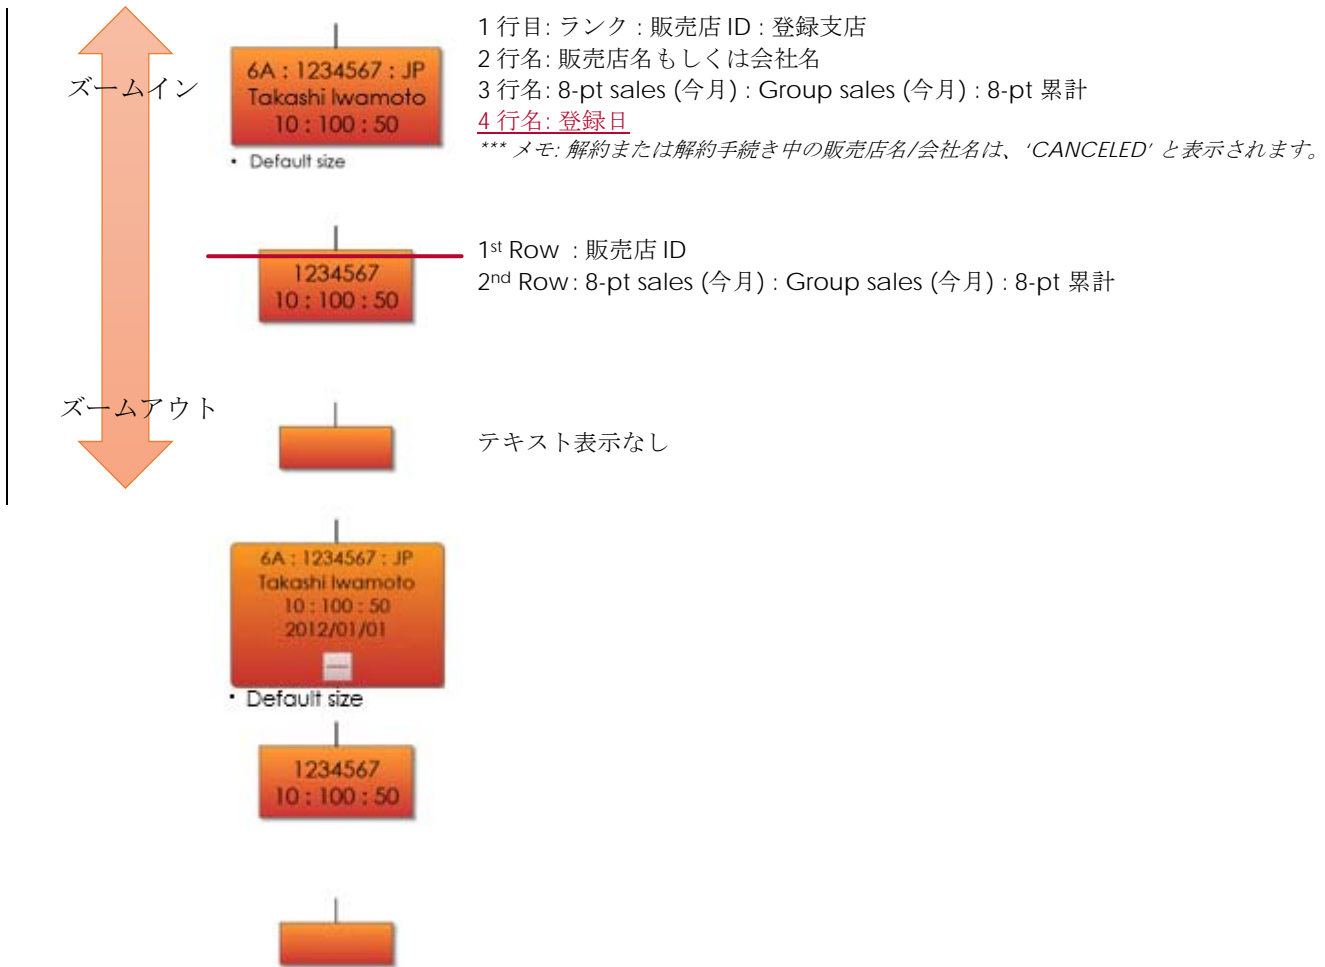 1 行目: ランク : 販売店 ID : 登録支店
2 行名: 販売店名もしくは会社名
3 行名: 8-pt sales (今月) : Group sales (今月) : 8-pt 累計
4 行名: 登録日
*** メモ: 解約または解約手続き中の販売店名/会社名は、‘CANCELED’ と表示されます。
ズームイン
6A : 1234567 : JP
Takashi Iwamoto
10 : 100 : 50
• Default size
1st Row : 販売店 ID
2nd Row : 8-pt sales (今月) : Group sales (今月) : 8-pt 累計
1234567
10 : 100 : 50
ズームアウト
テキスト表示なし
6A : 1234567 : JP
Takashi Iwamoto
10 : 100 : 50
2012/01/01
• Default size
1234567
10 : 100 : 50